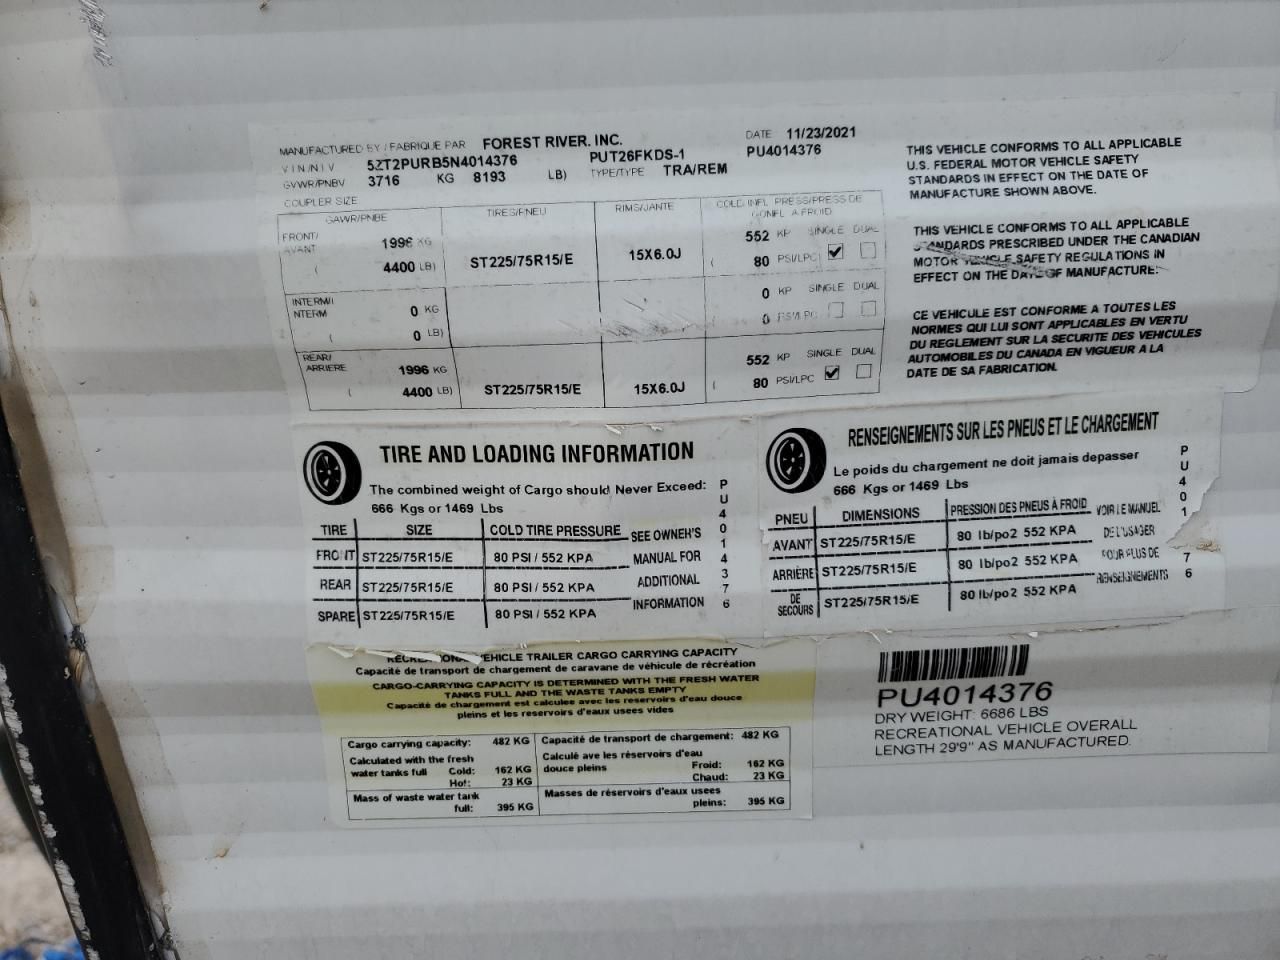 MANUFACTURED BY / FABRIQUE PAR FOREST RIVER, INC. DATE 11/23/2021
V I N / N I V 5ZT2PURB5N4014376 PUT26FKDS-1 PU4014376
GVWR/PNBV 3716 KG 8193 LB) TYPE/TYPE TRA/REM
COUPLER SIZE
GAWR/PNBE TIRES/PNEU RIMS/JANTE COLD INFL PRESS/PRESS DE GONFL A FROID
FRONT/ AVANT 1996 KG 552 KP SINGLE DUAL
( 4400 LB) ST225/75R15/E 15X6.0J ( 80 PSI/LPC)
INTERM/ NTERM 0 KG 0 KP SINGLE DUAL
( 0 LB) ( 0 PSI/LPC
REAR/ ARRIERE 1996 KG 552 KP SINGLE DUAL
( 4400 LB) ST225/75R15/E 15X6.0J ( 80 PSI/LPC
THIS VEHICLE CONFORMS TO ALL APPLICABLE
U.S. FEDERAL MOTOR VEHICLE SAFETY
STANDARDS IN EFFECT ON THE DATE OF
MANUFACTURE SHOWN ABOVE.
THIS VEHICLE CONFORMS TO ALL APPLICABLE
STANDARDS PRESCRIBED UNDER THE CANADIAN
MOTOR VEHICLE SAFETY REGULATIONS IN
EFFECT ON THE DATE OF MANUFACTURE.
CE VEHICULE EST CONFORME A TOUTES LES
NORMES QUI LUI SONT APPLICABLES EN VERTU
DU REGLEMENT SUR LA SECURITE DES VEHICULES
AUTOMOBILES DU CANADA EN VIGUEUR A LA
DATE DE SA FABRICATION.
TIRE AND LOADING INFORMATION
The combined weight of Cargo should Never Exceed:
666 Kgs or 1469 Lbs
TIRE SIZE COLD TIRE PRESSURE
FRONT ST225/75R15/E 80 PSI / 552 KPA
REAR ST225/75R15/E 80 PSI / 552 KPA
SPARE ST225/75R15/E 80 PSI / 552 KPA
SEE OWNER'S
MANUAL FOR
ADDITIONAL
INFORMATION
PU4014376
RENSEIGNEMENTS SUR LES PNEUS ET LE CHARGEMENT
Le poids du chargement ne doit jamais depasser
666 Kgs or 1469 Lbs
PNEU DIMENSIONS PRESSION DES PNEUS À FROID
AVANT ST225/75R15/E 80 lb/po2 552 KPA
ARRIÈRE ST225/75R15/E 80 lb/po2 552 KPA
DE SECOURS ST225/75R15/E 80 lb/po2 552 KPA
VOIR LE MANUEL
DE L'USAGER
POUR PLUS DE
RENSEIGNEMENTS
PU401 76
RECREATIONAL VEHICLE TRAILER CARGO CARRYING CAPACITY
Capacité de transport de chargement de caravane de véhicule de récréation
CARGO-CARRYING CAPACITY IS DETERMINED WITH THE FRESH WATER
TANKS FULL AND THE WASTE TANKS EMPTY
Capacité de chargement est calculee avec les reservoirs d'eau douce
pleins et les reservoirs d'eaux usees vides
Cargo carrying capacity: 482 KG
Calculated with the fresh
water tanks full Cold: 162 KG
Hot: 23 KG
Mass of waste water tank
full: 395 KG
Capacité de transport de chargement: 482 KG
Calculé ave les réservoirs d'eau
douce pleins Froid: 162 KG
Chaud: 23 KG
Masses de réservoirs d'eaux usees
pleins: 395 KG
PU4014376
DRY WEIGHT: 6686 LBS
RECREATIONAL VEHICLE OVERALL
LENGTH 29'9" AS MANUFACTURED.